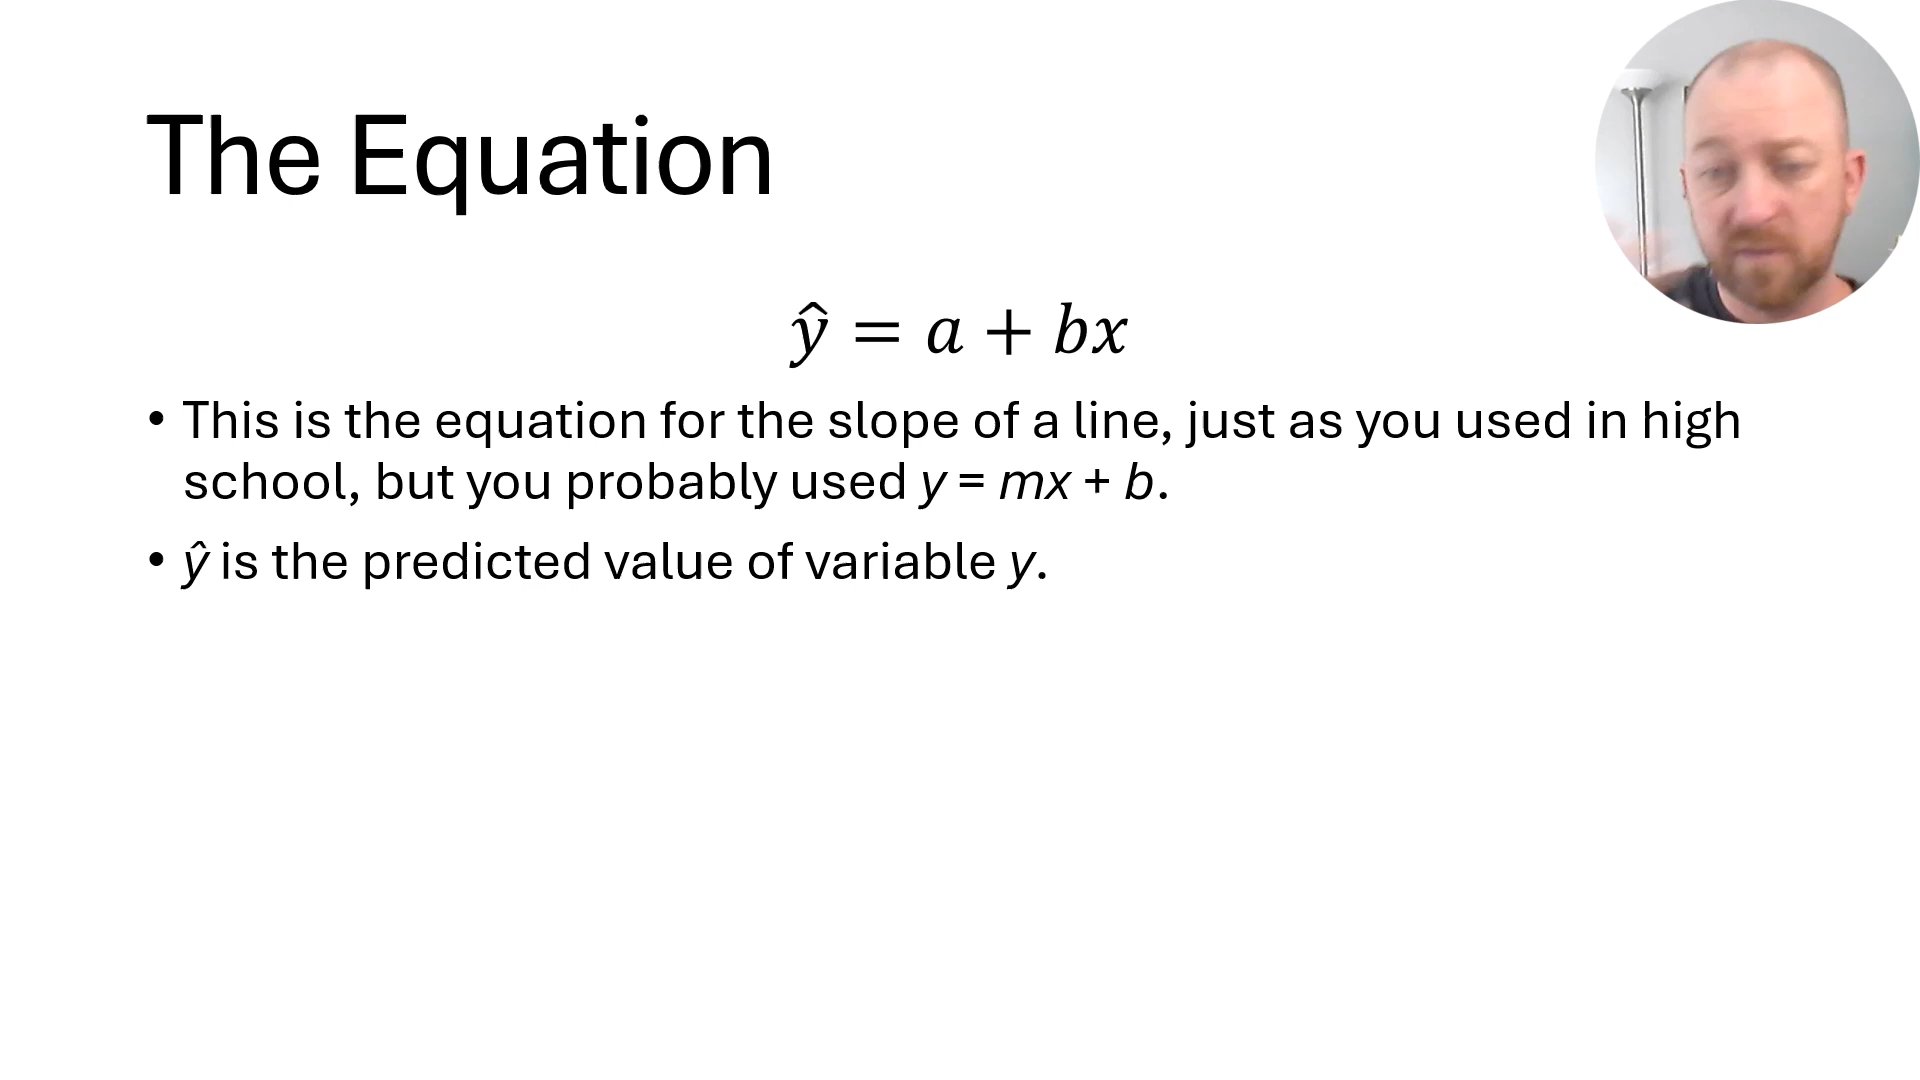 The Equation
ŷ = a + bx
• This is the equation for the slope of a line, just as you used in high
school, but you probably used y = mx + b.
• ŷ is the predicted value of variable y.